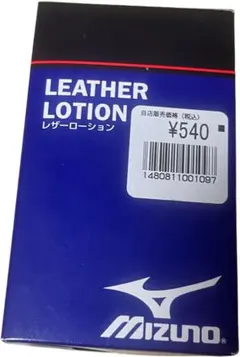 LEATHER
LOTION
レザーローション
自店販売価格(税込)
¥540
1480811001097
MIZUNO